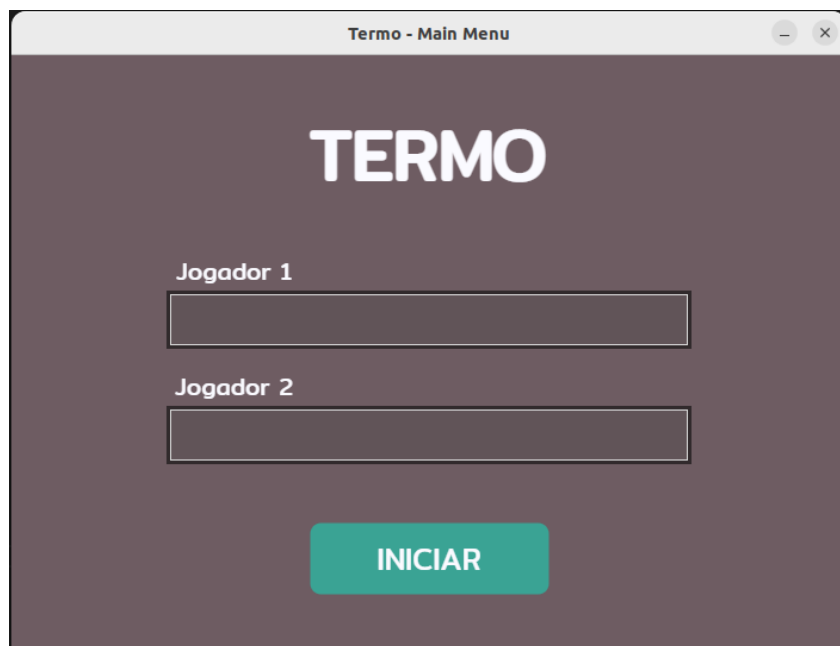 Termo - Main Menu
TERMO
Jogador 1
Jogador 2
INICIAR